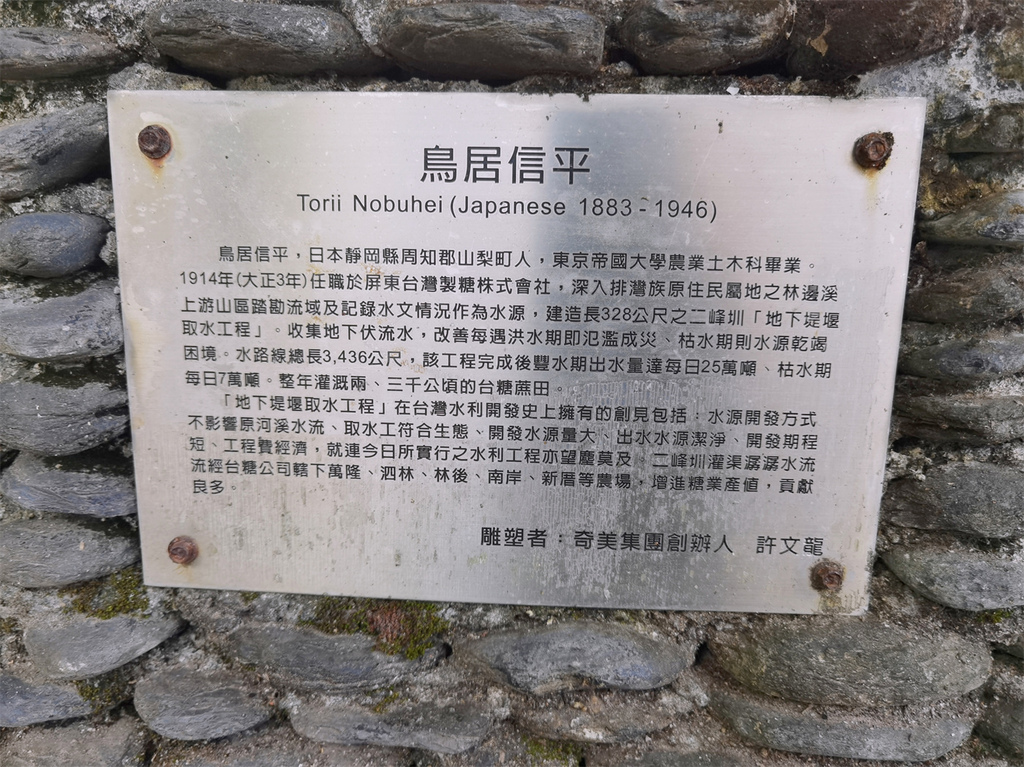 鳥居信平
Torii Nobuhei (Japanese 1883 - 1946)
鳥居信平，日本靜岡縣周知郡山梨町人，東京帝國大學農業土木科畢業。
1914年(大正3年)任職於屏東台灣製糖株式會社，深入排灣族原住民屬地之林邊溪
上游山區踏勘流域及記錄水文情況作為水源，建造長328公尺之二峰圳「地下堤堰
取水工程」。收集地下伏流水，改善每遇洪水期即氾濫成災、枯水期則水源乾竭
困境。水路線總長3,436公尺，該工程完成後豐水期出水量達每日25萬噸、枯水期
每日7萬噸。整年灌溉兩、三千公頃的台糖蔗田。
「地下堤堰取水工程」在台灣水利開發史上擁有的創見包括：水源開發方式
不影響原河溪水流、取水工符合生態、開發水源量大、出水水源潔淨、開發期程
短、工程費經濟，就連今日所實行之水利工程亦望塵莫及。二峰圳灌渠潺潺水流
流經台糖公司轄下萬隆、泗林、林後、南岸、新厝等農場，增進糖業產值，貢獻
良多。
雕塑者：奇美集團創辦人 許文龍